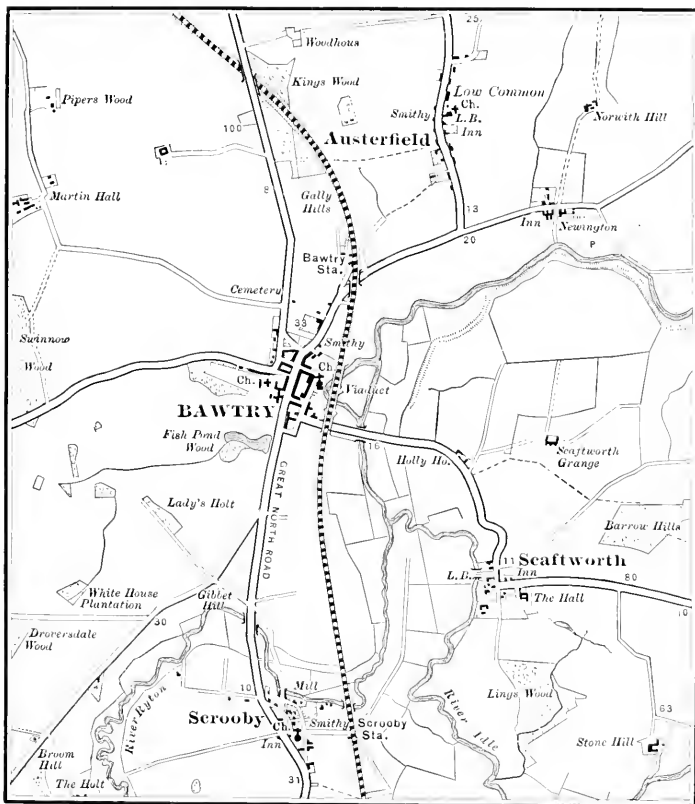 25
Woodhous
Kings Wood
Low Common
Pipers Wood
Smithy
Ch.
L.B.
Inn
Norwith Hill
100
Austerfield
8
Martin Hall
Gally
Hills
13
20
Inn
Newington
P
Bawtry
Sta.
Cemetery
33
Smithy
Swinnow
Wood
Ch.
Ch.
Viaduct
BAWTRY
Fish Pond
Wood
16
Holly Ho.
Scaftworth
Grange
GREAT NORTH ROAD
Lady's Holt
Barrow Hills
Scaftworth
11
Inn
L.B.
80
White House
Plantation
Gibbet
Hill
The Hall
10
30
Droversdale
Wood
River Ryton
Mill
10
Lings Wood
63
Scrooby
Smithy
Scrooby
Sta.
River Idle
Ch.
Inn
Stone Hill
Broom
Hill
The Holt
31